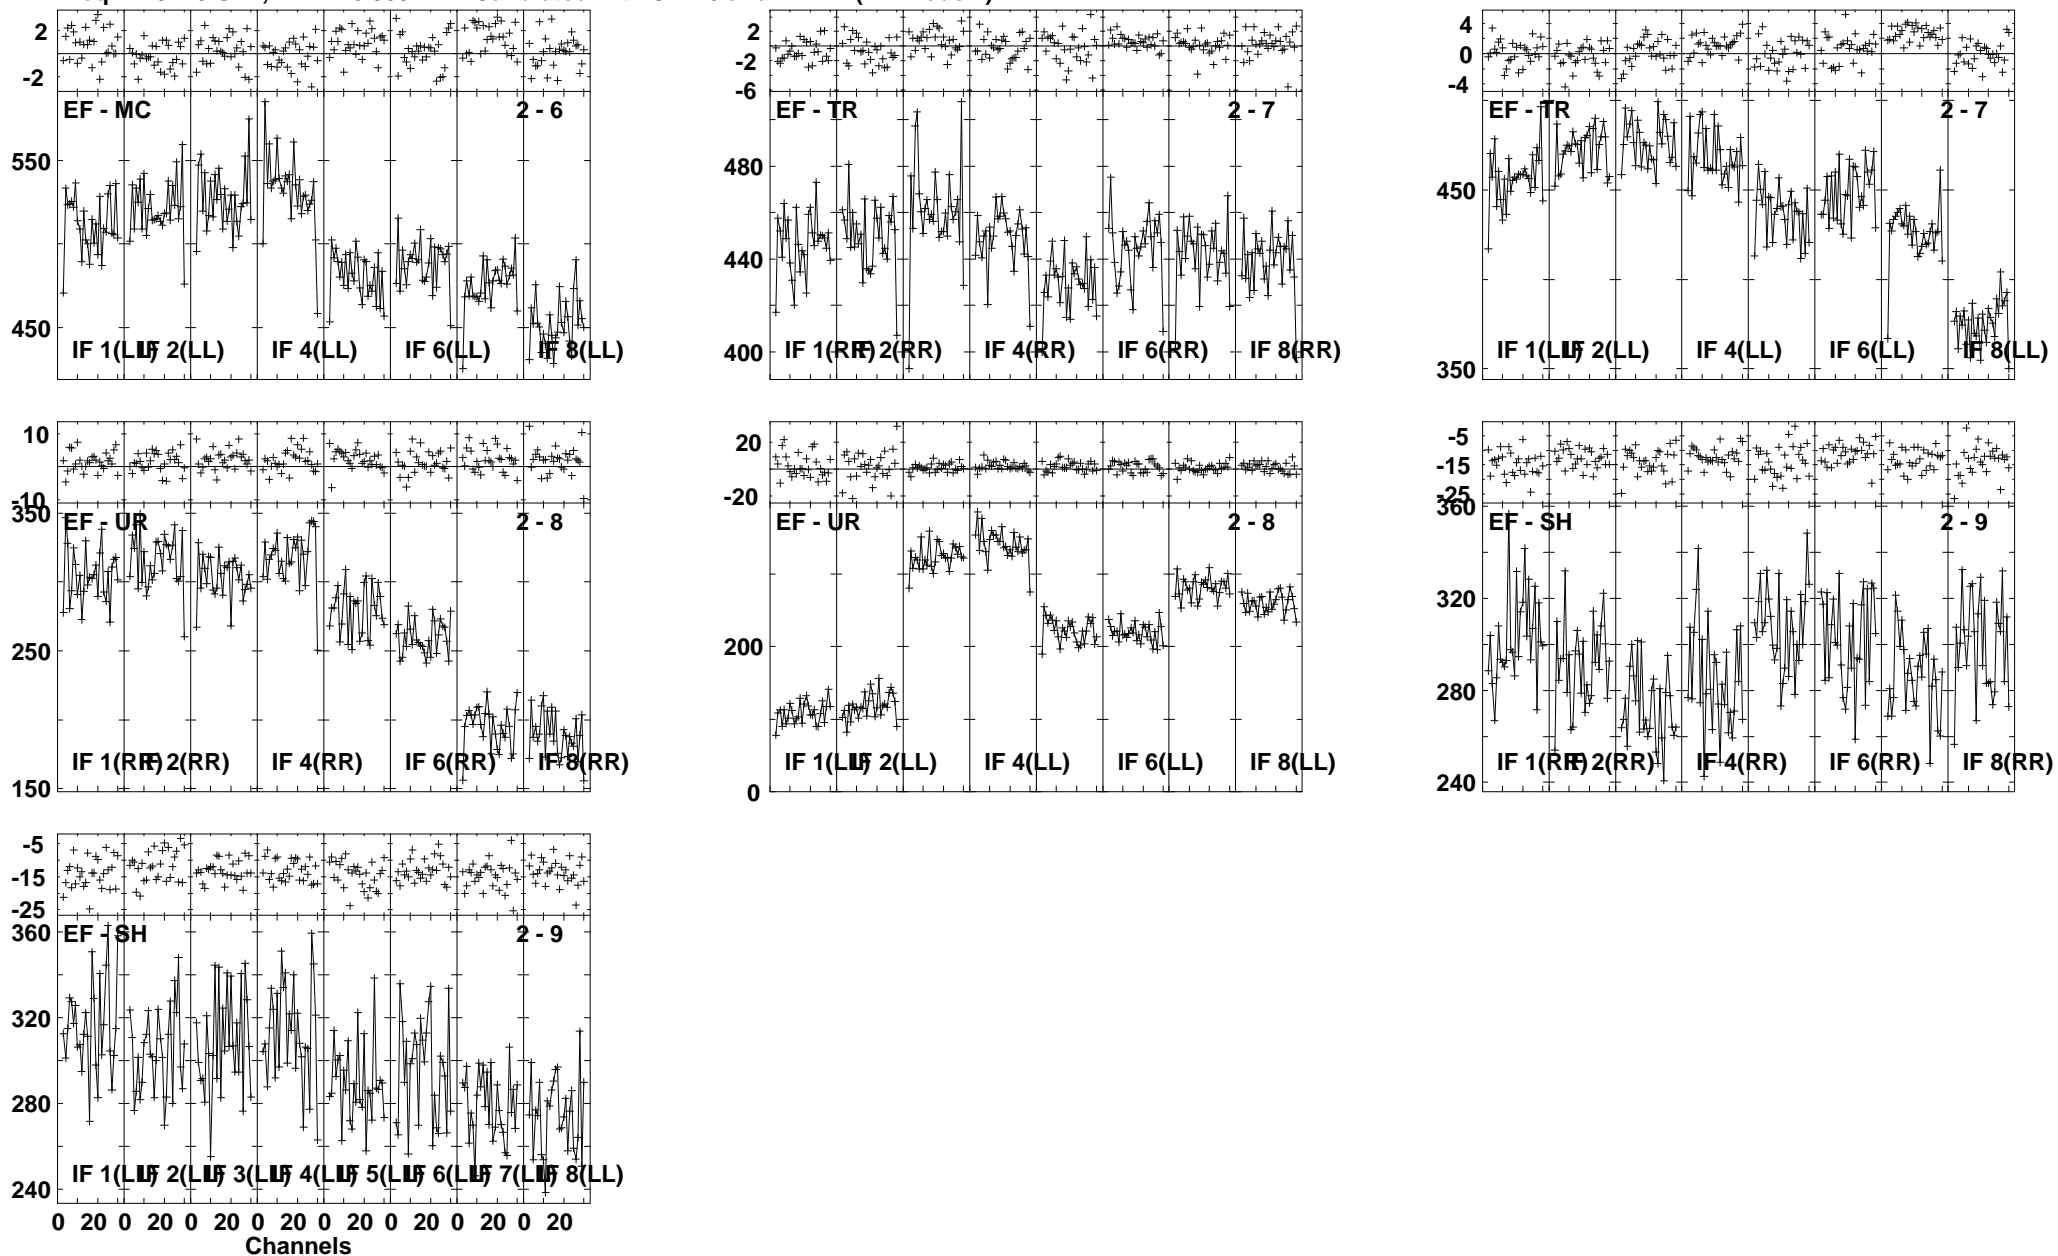 2 2 4
-2 -2 0
-6 -4
EF - MC 2 - 6 EF - TR 2 - 7 EF - TR 2 - 7
550 480 450
450 440 350
400
IF 1(LL) IF 2(LL) IF 4(LL) IF 6(LL) IF 8(LL) IF 1(RR) IF 2(RR) IF 4(RR) IF 6(RR) IF 8(RR) IF 1(LL) IF 2(LL) IF 4(LL) IF 6(LL) IF 8(LL)
10 20 -5
-10 -20 -15
-25
EF - UR 2 - 8 EF - UR 2 - 8 EF - SH 2 - 9
350 200 360
250 0 320
150 280
240
IF 1(RR) IF 2(RR) IF 4(RR) IF 6(RR) IF 8(RR) IF 1(LL) IF 2(LL) IF 4(LL) IF 6(LL) IF 8(LL) IF 1(RR) IF 2(RR) IF 4(RR) IF 6(RR) IF 8(RR)
-5
-15
-25
EF - SH 2 - 9
360
320
280
240
IF 1(LL) IF 2(LL) IF 3(LL) IF 4(LL) IF 5(LL) IF 6(LL) IF 7(LL) IF 8(LL)
0 20 0 20 0 20 0 20 0 20 0 20 0 20 0 20
Channels